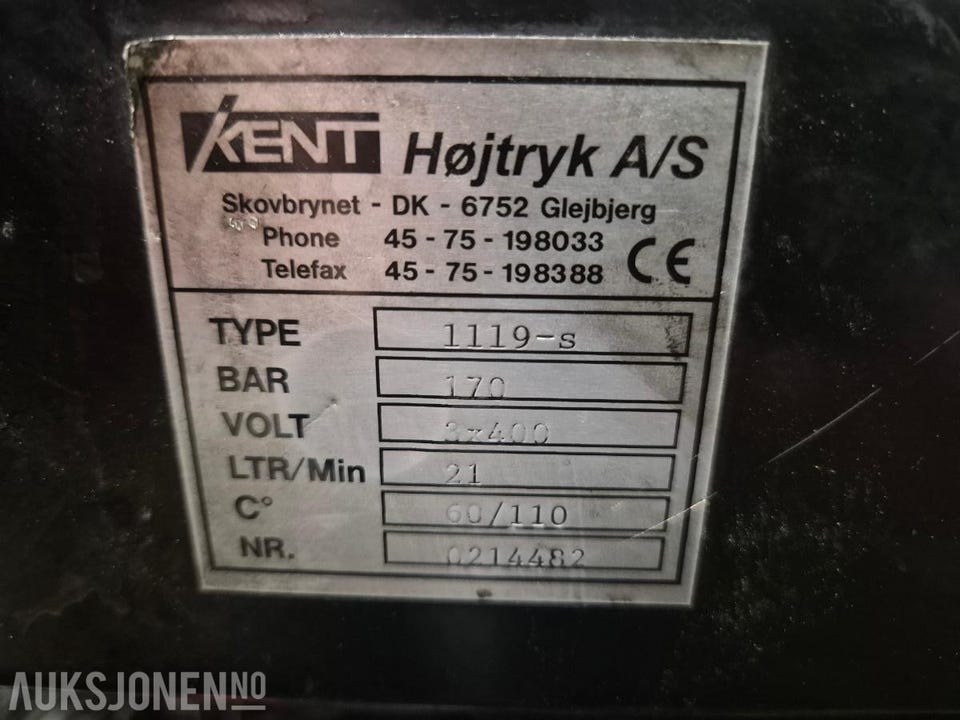 KENT Højtryk A/S
Skovbrynet - DK - 6752 Glejbjerg
Phone 45 - 75 - 198033
Telefax 45 - 75 - 198388 CE
TYPE 1119-s
BAR 170
VOLT 3x400
LTR/Min 21
C° 60/110
NR. 0214482
AUKSJONEN.NO